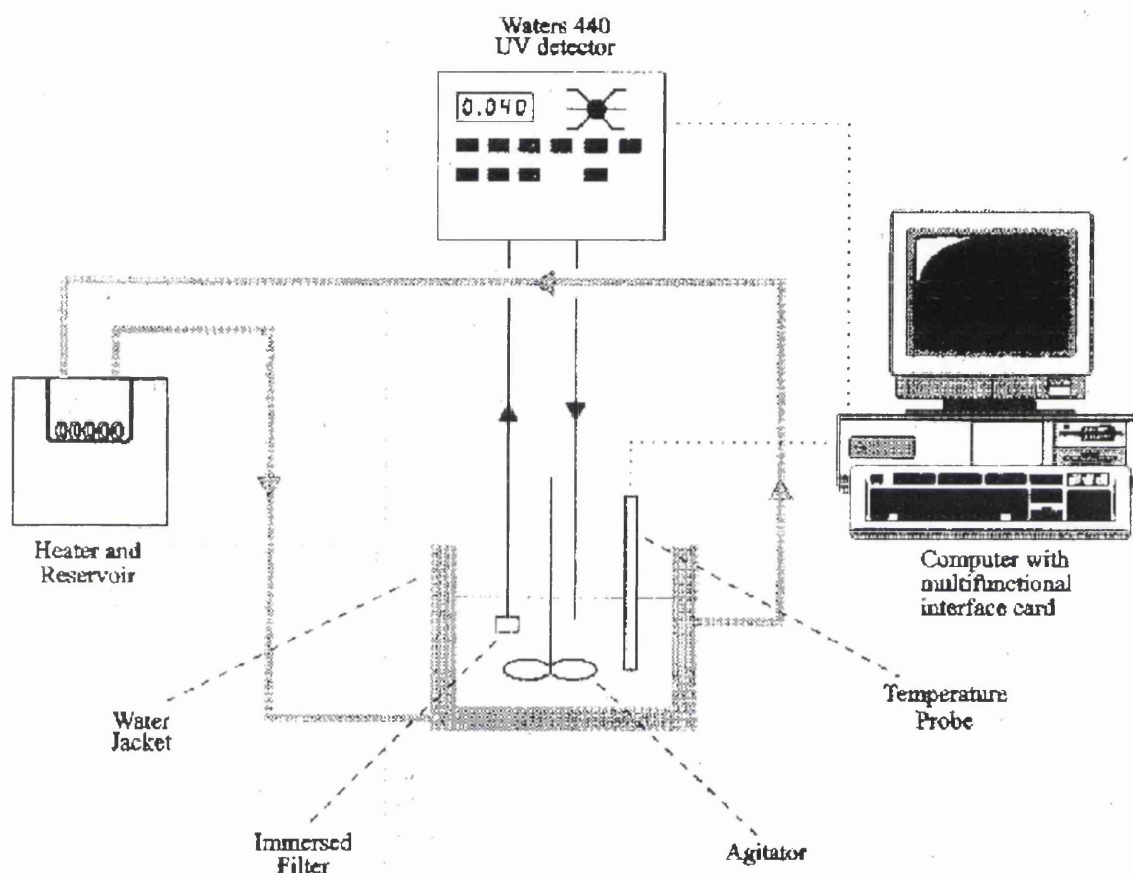 Waters 440
UV detector
0.040
00000
Heater and
Reservoir
Computer with
multifunctional
interface card
Water
Jacket
Temperature
Probe
Immersed
Filter
Agitator